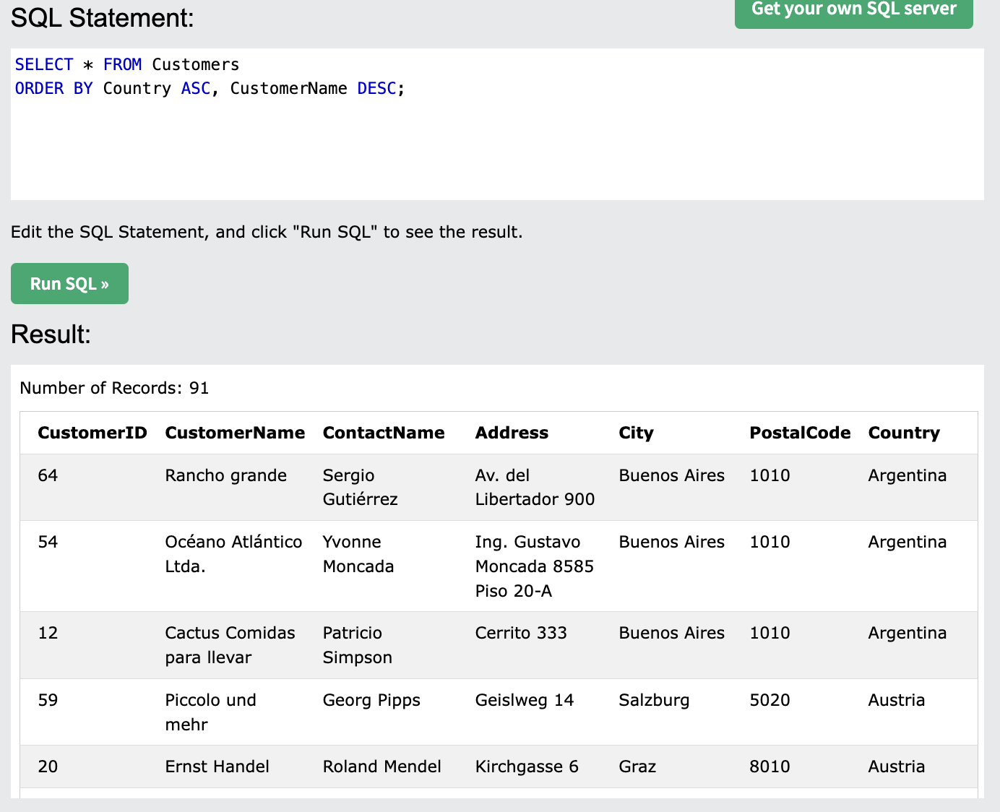 SQL Statement:
Get your own SQL server
SELECT * FROM Customers
ORDER BY Country ASC, CustomerName DESC;
Edit the SQL Statement, and click "Run SQL" to see the result.
Run SQL »
Result:
Number of Records: 91
CustomerID CustomerName ContactName Address City PostalCode Country
64 Rancho grande Sergio Av. del Buenos Aires 1010 Argentina
Gutiérrez Libertador 900
54 Océano Atlántico Yvonne Ing. Gustavo Buenos Aires 1010 Argentina
Ltda. Moncada Moncada 8585
Piso 20-A
12 Cactus Comidas Patricio Cerrito 333 Buenos Aires 1010 Argentina
para llevar Simpson
59 Piccolo und Georg Pipps Geislweg 14 Salzburg 5020 Austria
mehr
20 Ernst Handel Roland Mendel Kirchgasse 6 Graz 8010 Austria